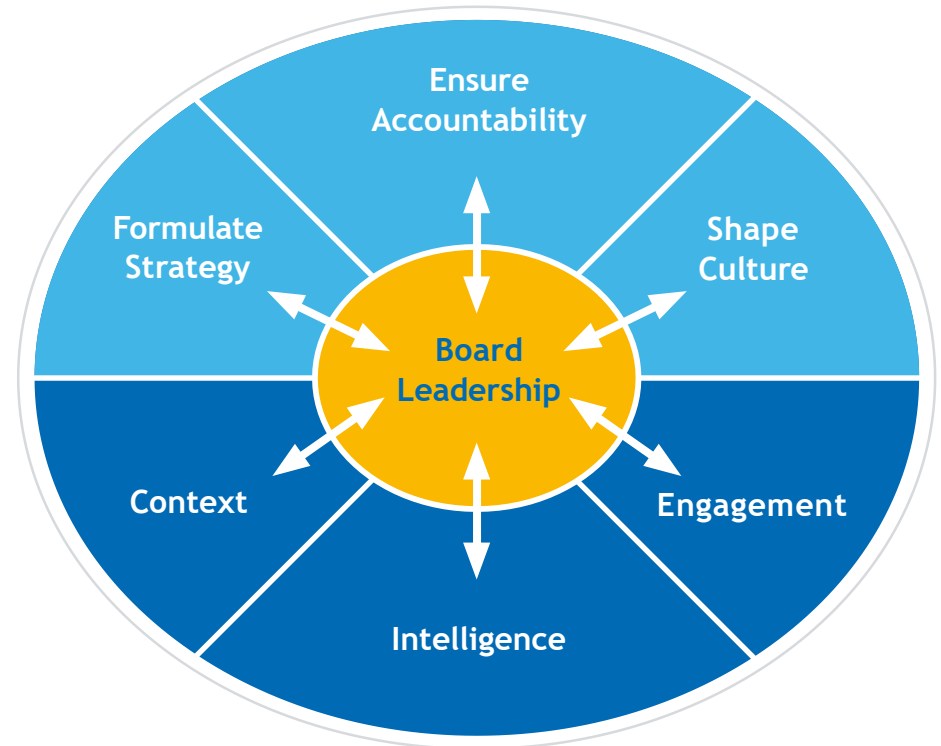 Ensure
Accountability
Formulate
Strategy
Shape
Culture
Board
Leadership
Context
Engagement
Intelligence